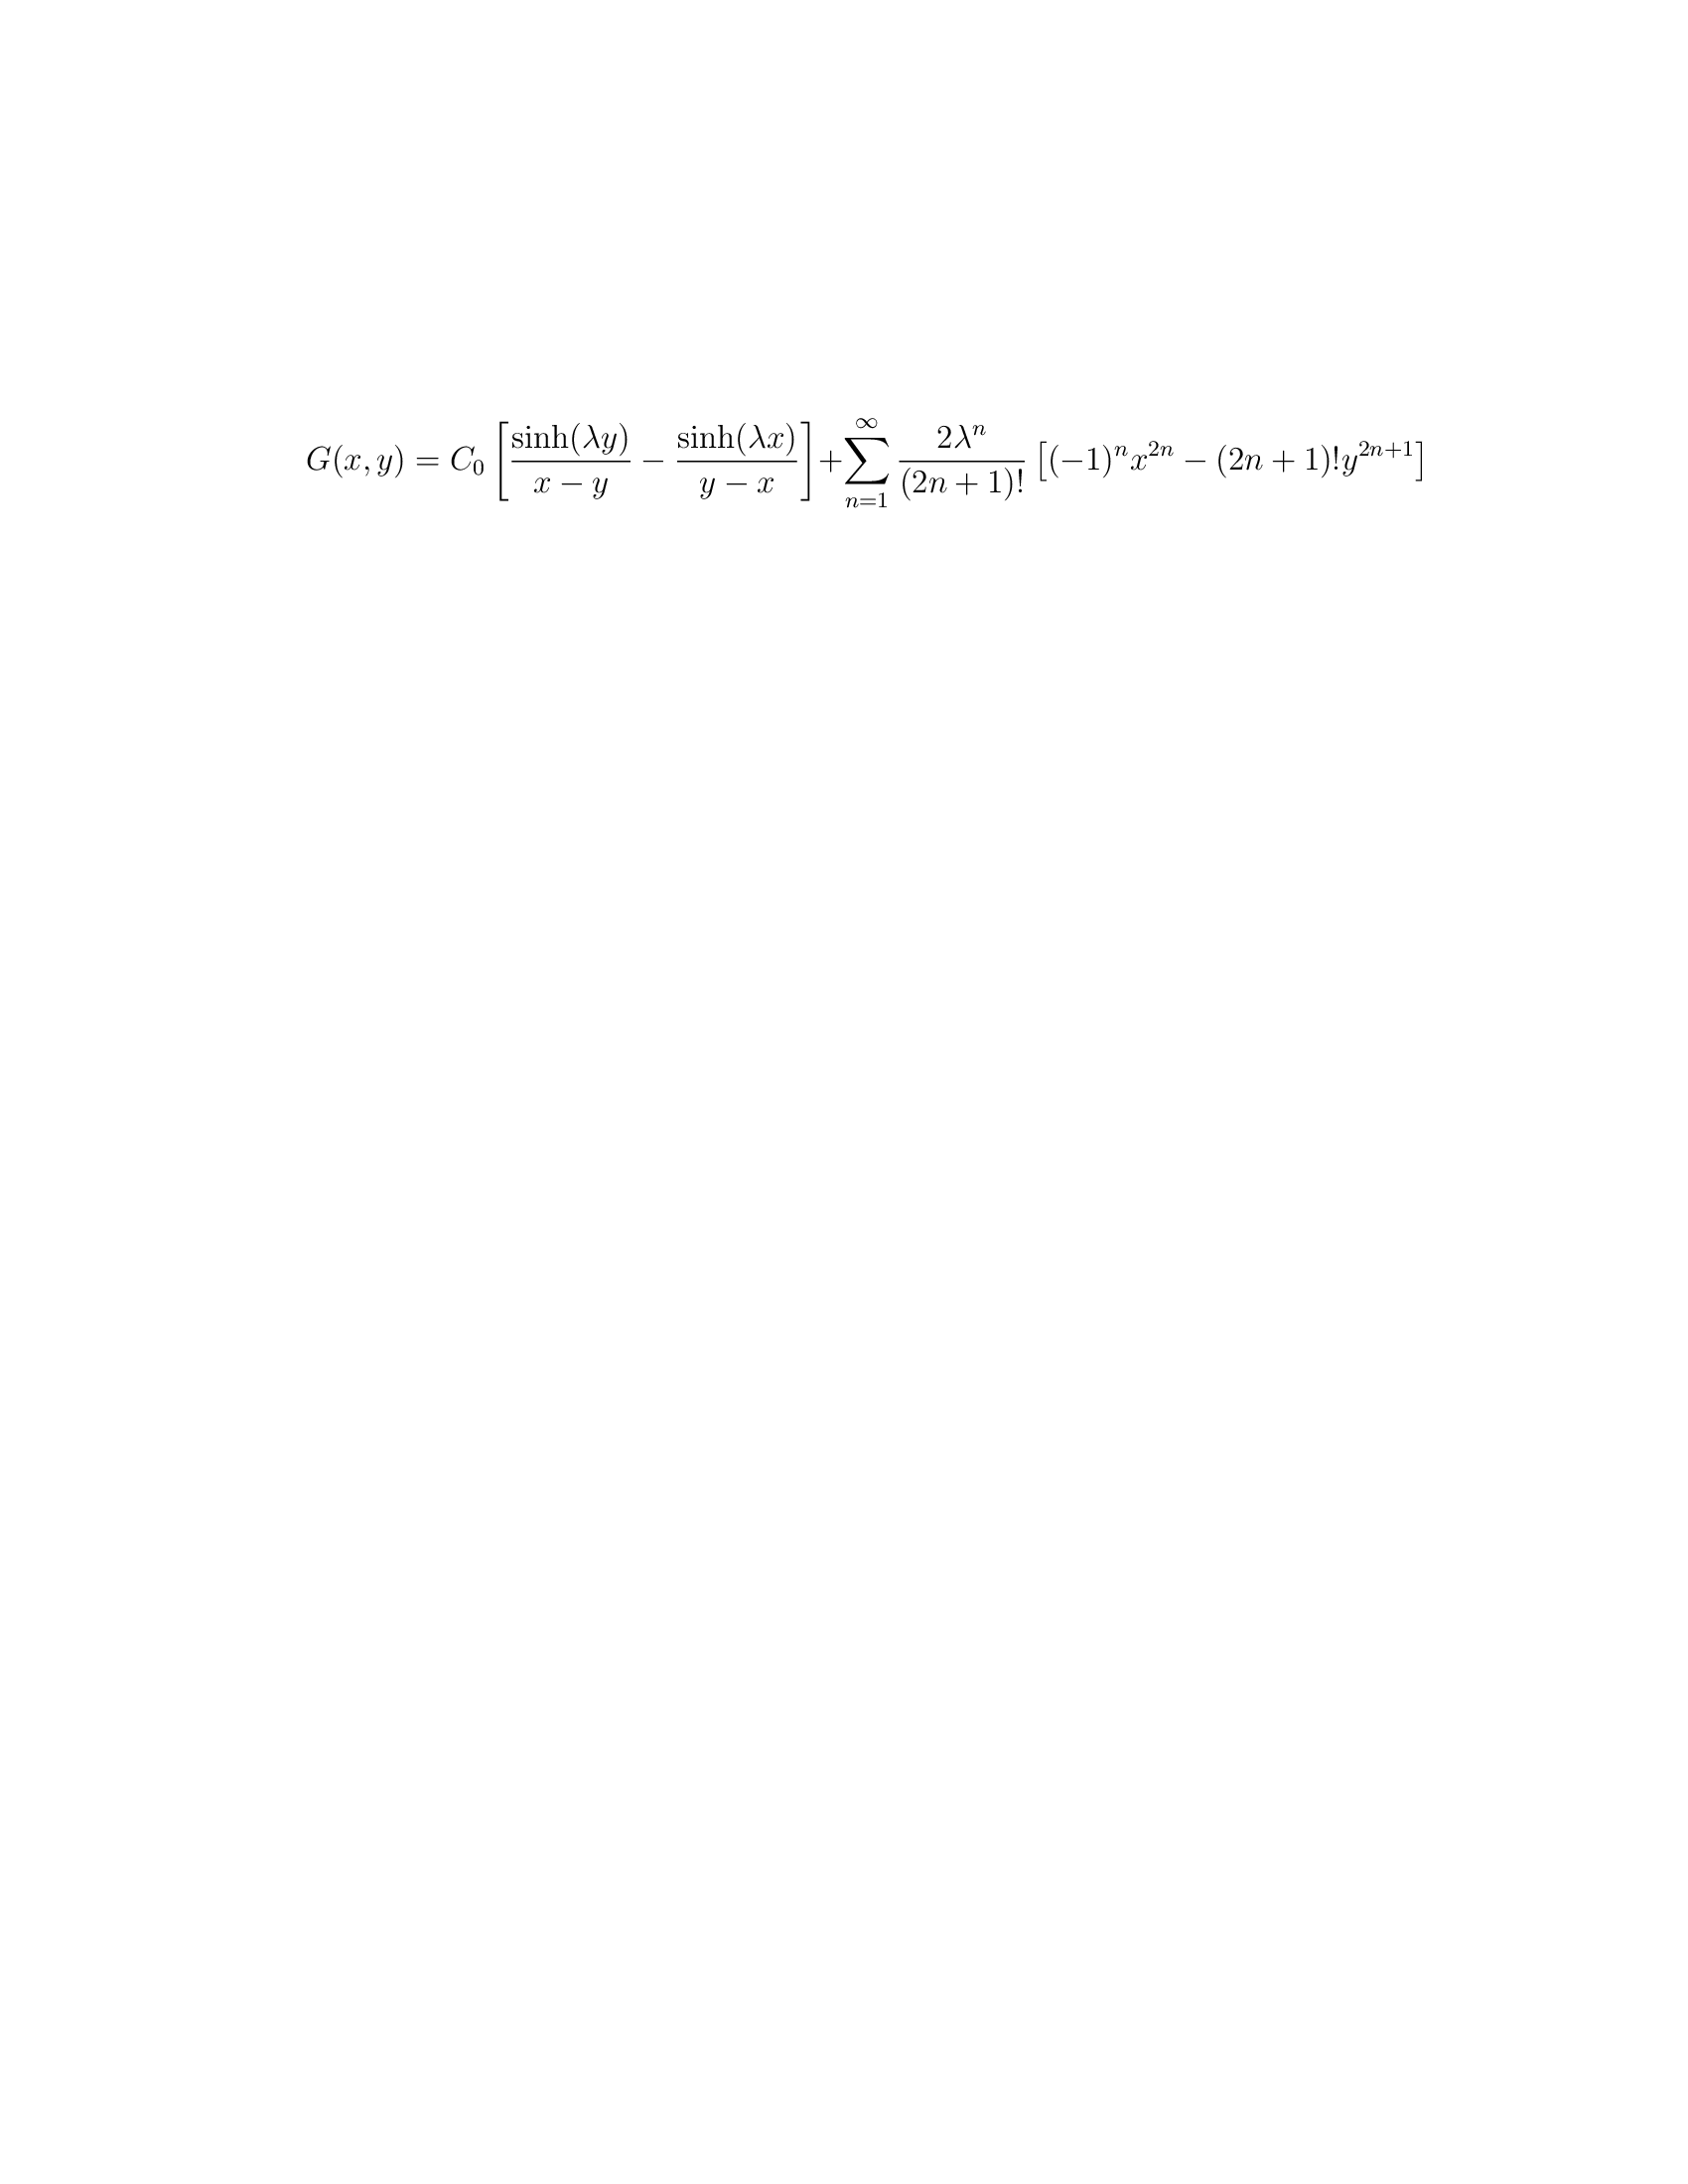 G(x, y) = C_0 \left[ \frac{\sinh(\lambda y)}{x - y} - \frac{\sinh(\lambda x)}{y - x} \right] + \sum_{n=1}^{\infty} \frac{2\lambda^n}{(2n + 1)!} \left[ (-1)^n x^{2n} - (2n + 1)! y^{2n+1} \right]